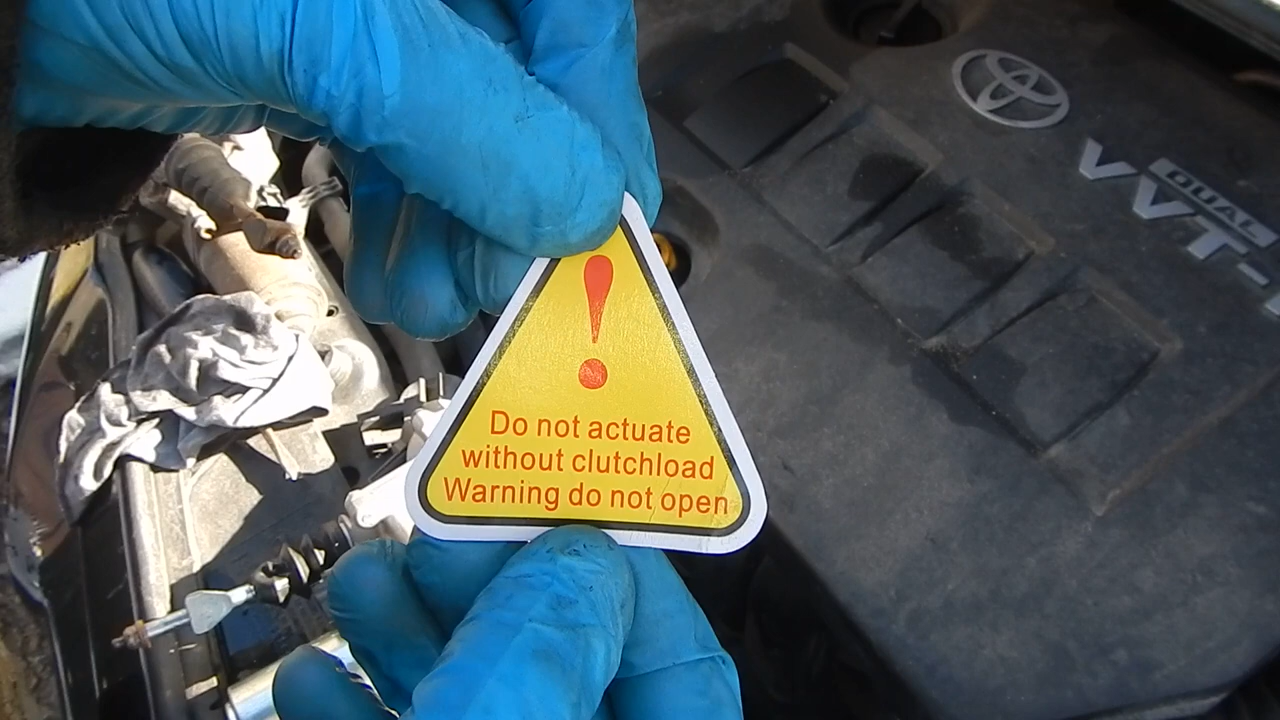 !
Do not actuate
without clutchload
Warning do not open
DUAL
VVT-